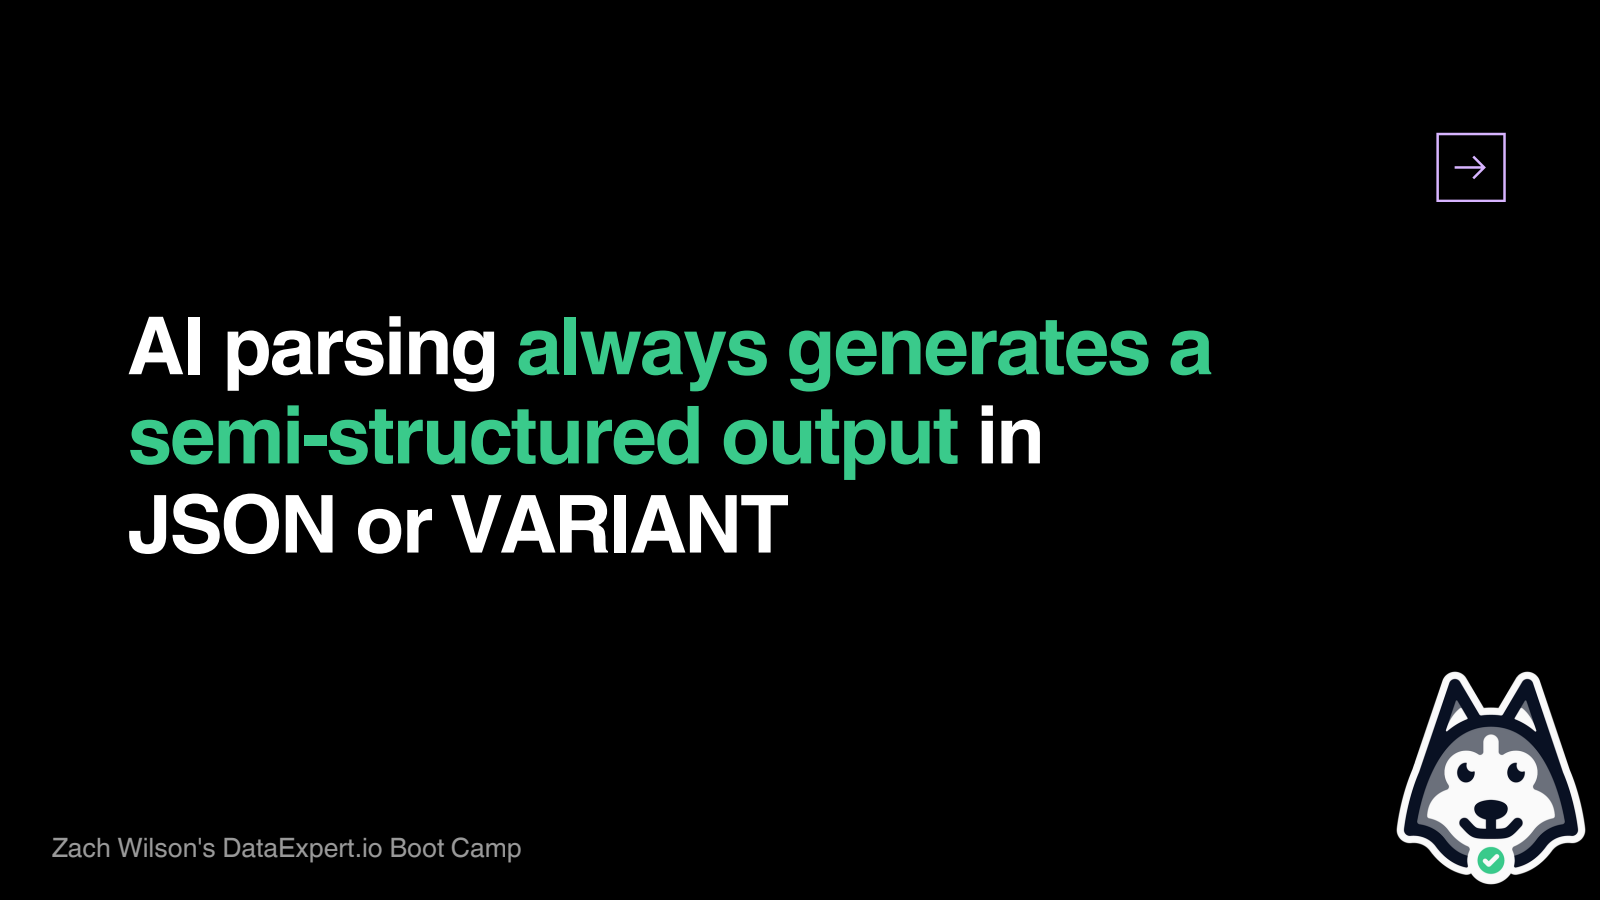 AI parsing always generates a
semi-structured output in
JSON or VARIANT
Zach Wilson's DataExpert.io Boot Camp